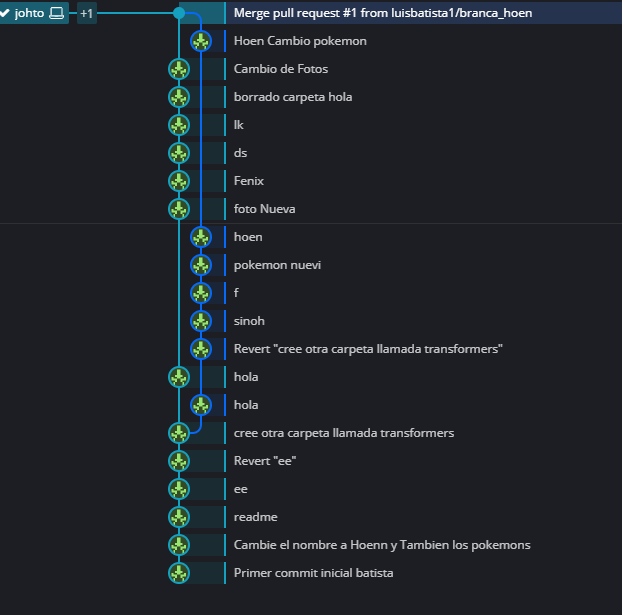 johto +1 Merge pull request #1 from luisbatista1/branca_hoen
Hoen Cambio pokemon
Cambio de Fotos
borrado carpeta hola
lk
ds
Fenix
foto Nueva
hoen
pokemon nuevi
f
sinoh
Revert "cree otra carpeta llamada transformers"
hola
hola
cree otra carpeta llamada transformers
Revert "ee"
ee
readme
Cambie el nombre a Hoenn y Tambien los pokemons
Primer commit inicial batista